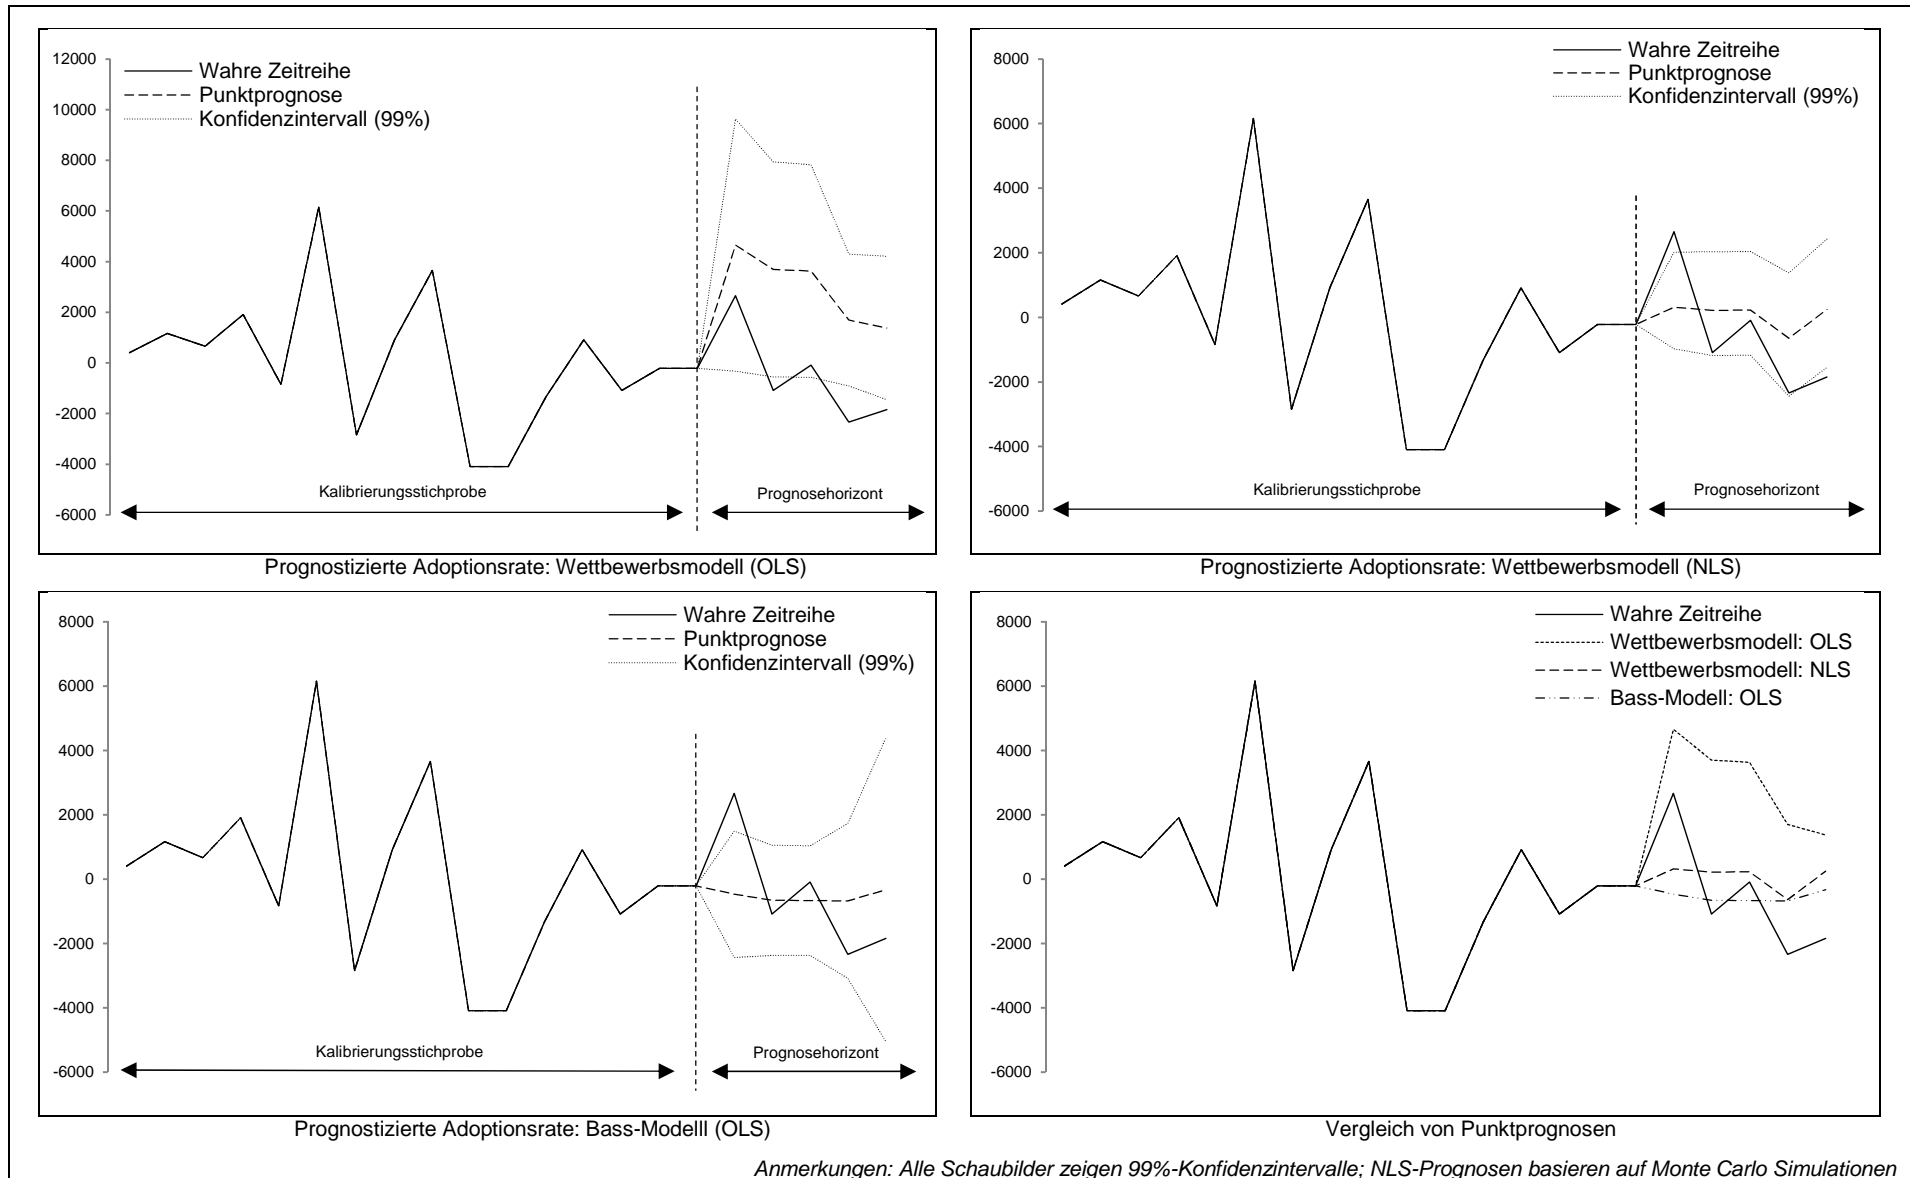 Wahre Zeitreihe
Punktprognose
Konfidenzintervall (99%)
12000
10000
8000
6000
4000
2000
0
-2000
-4000
-6000
Kalibrierungsstichprobe
Prognosehorizont
Prognostizierte Adoptionsrate: Wettbewerbsmodell (OLS)
Wahre Zeitreihe
Punktprognose
Konfidenzintervall (99%)
8000
6000
4000
2000
0
-2000
-4000
-6000
Kalibrierungsstichprobe
Prognosehorizont
Prognostizierte Adoptionsrate: Wettbewerbsmodell (NLS)
Wahre Zeitreihe
Punktprognose
Konfidenzintervall (99%)
8000
6000
4000
2000
0
-2000
-4000
-6000
Kalibrierungsstichprobe
Prognosehorizont
Prognostizierte Adoptionsrate: Bass-Modelll (OLS)
Wahre Zeitreihe
Wettbewerbsmodell: OLS
Wettbewerbsmodell: NLS
Bass-Modell: OLS
8000
6000
4000
2000
0
-2000
-4000
-6000
Vergleich von Punktprognosen
Anmerkungen: Alle Schaubilder zeigen 99%-Konfidenzintervalle; NLS-Prognosen basieren auf Monte Carlo Simulationen